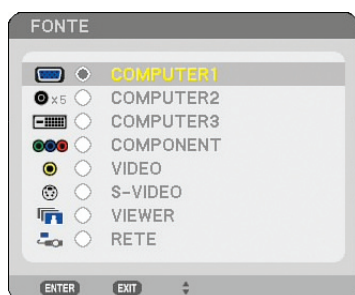 FONTE
COMPUTER1
x5 COMPUTER2
COMPUTER3
COMPONENT
VIDEO
S-VIDEO
VIEWER
RETE
ENTER EXIT